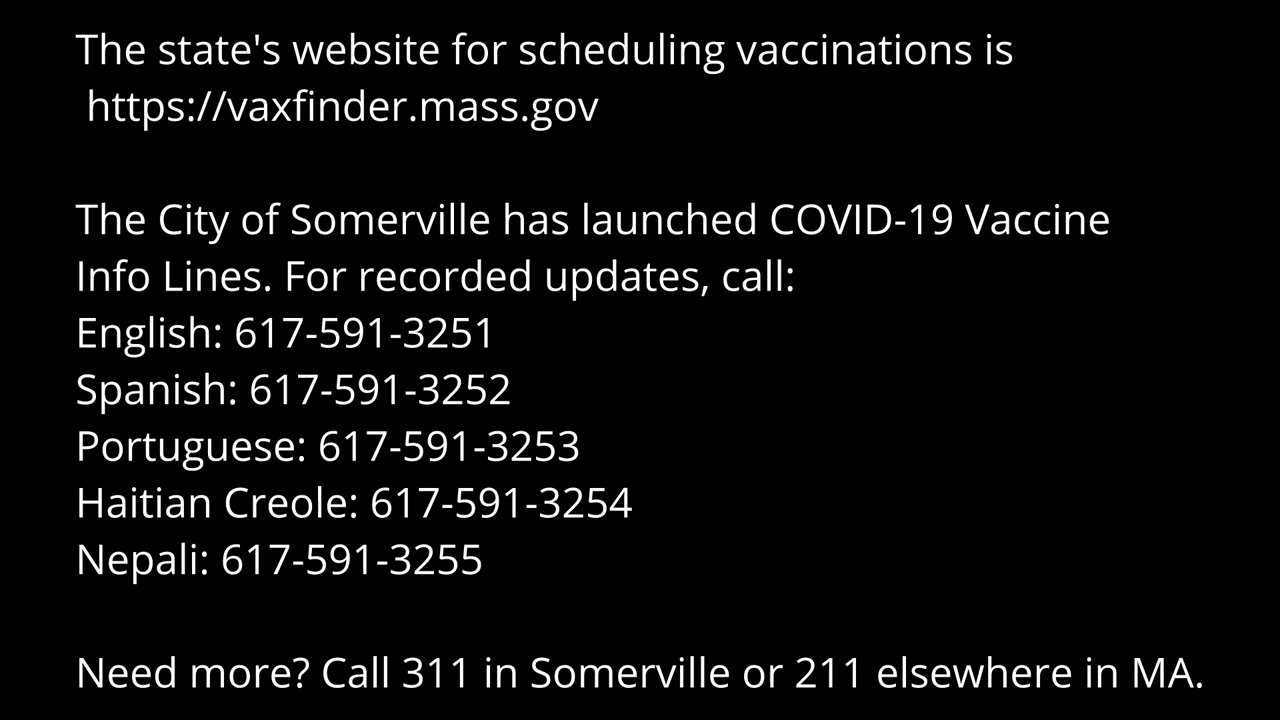 The state's website for scheduling vaccinations is
https://vaxfinder.mass.gov
The City of Somerville has launched COVID-19 Vaccine
Info Lines. For recorded updates, call:
English: 617-591-3251
Spanish: 617-591-3252
Portuguese: 617-591-3253
Haitian Creole: 617-591-3254
Nepali: 617-591-3255
Need more? Call 311 in Somerville or 211 elsewhere in MA.